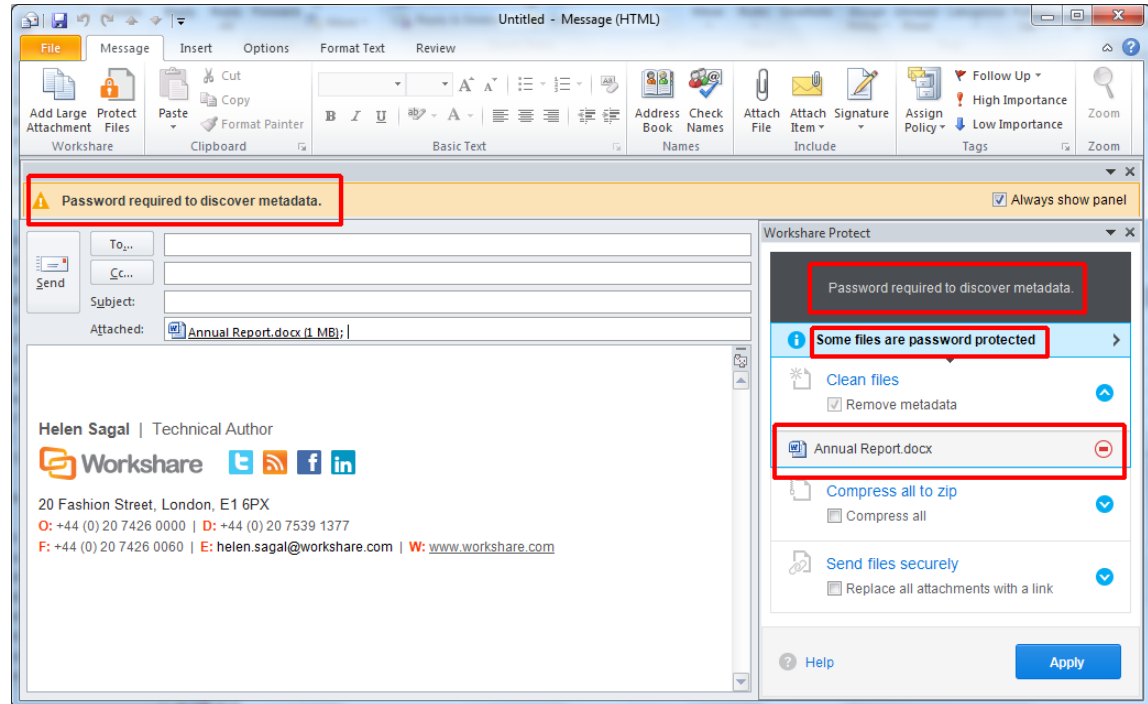 Untitled - Message (HTML)
File Message Insert Options Format Text Review
Add Large Attachment
Protect Files
Workshare
Paste
Cut
Copy
Format Painter
Clipboard
B I U
Basic Text
Address Book
Check Names
Names
Attach File
Attach Item
Signature
Include
Assign Policy
Follow Up
High Importance
Low Importance
Tags
Zoom
Zoom
Password required to discover metadata.
Always show panel
Send
To...
Cc...
Subject:
Attached: Annual Report.docx (1 MB);
Helen Sagal | Technical Author
Workshare
20 Fashion Street, London, E1 6PX
O: +44 (0) 20 7426 0000 | D: +44 (0) 20 7539 1377
F: +44 (0) 20 7426 0060 | E: helen.sagal@workshare.com | W: www.workshare.com
Workshare Protect
Password required to discover metadata.
Some files are password protected
Clean files
Remove metadata
Annual Report.docx
Compress all to zip
Compress all
Send files securely
Replace all attachments with a link
Help
Apply